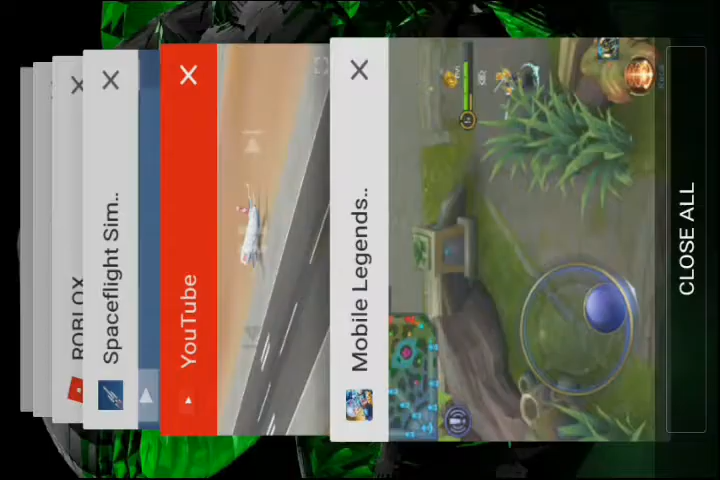 ROBLOX
Spaceflight Sim..
YouTube
Mobile Legends..
CLOSE ALL